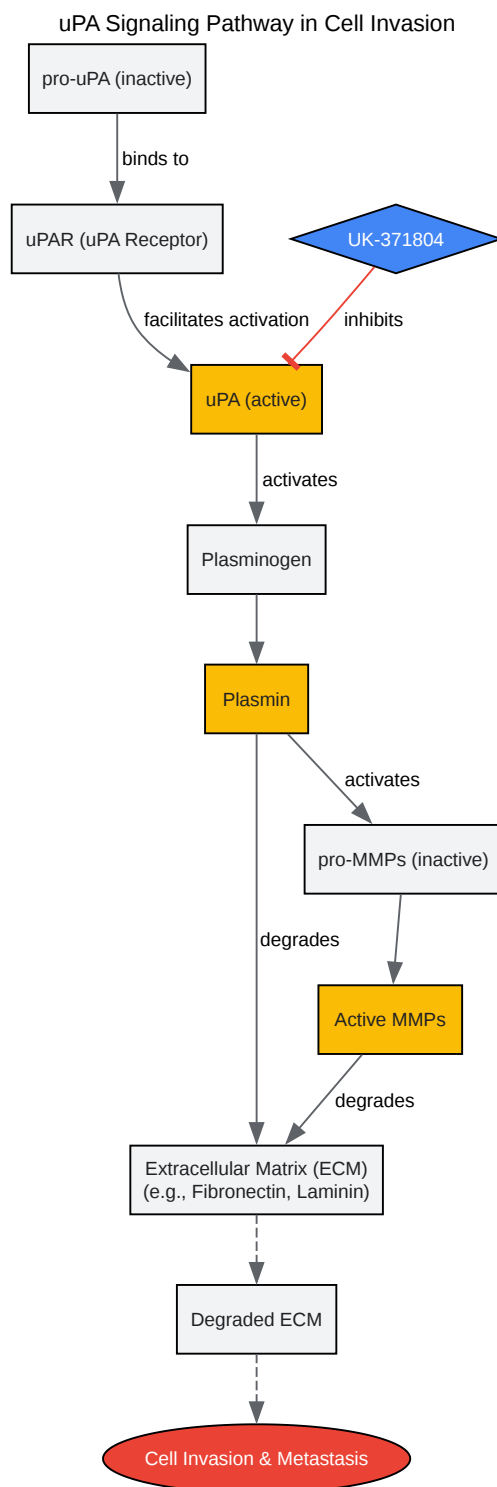 uPA Signaling Pathway in Cell Invasion
pro-uPA (inactive)
binds to
uPAR (uPA Receptor)
UK-371804
facilitates activation
inhibits
uPA (active)
activates
Plasminogen
Plasmin
activates
pro-MMPs (inactive)
degrades
Active MMPs
degrades
Extracellular Matrix (ECM)
(e.g., Fibronectin, Laminin)
Degraded ECM
Cell Invasion & Metastasis